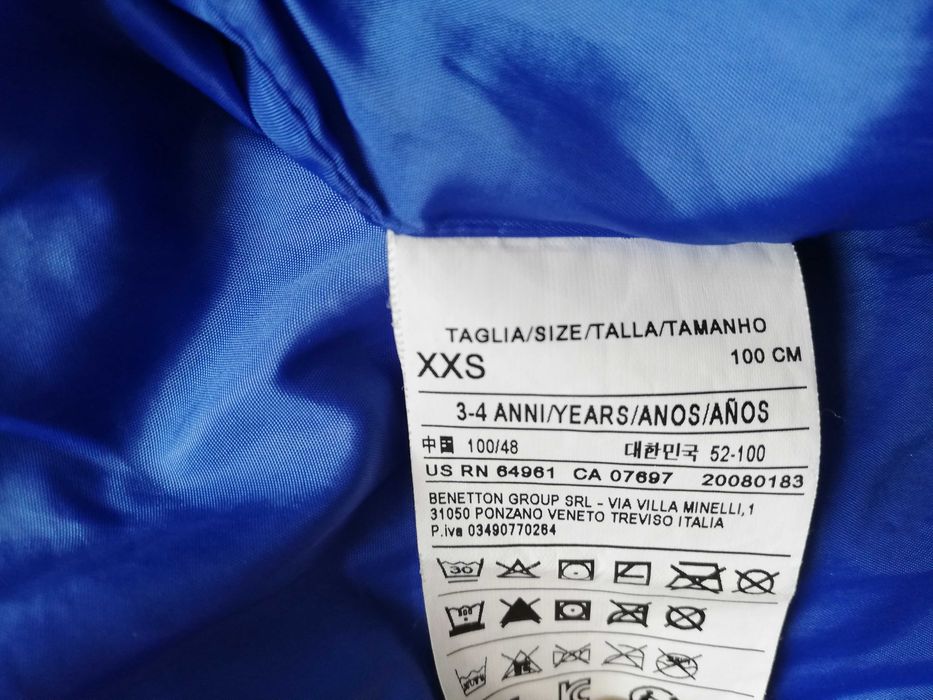 TAGLIA/SIZE/TALLA/TAMANHO
XXS 100 CM
3-4 ANNI/YEARS/ANOS/AÑOS
中国 100/48 대한민국 52-100
US RN 64961 CA 07697 20080183
BENETTON GROUP SRL - VIA VILLA MINELLI,1
31050 PONZANO VENETO TREVISO ITALIA
P.iva 03490770264
30